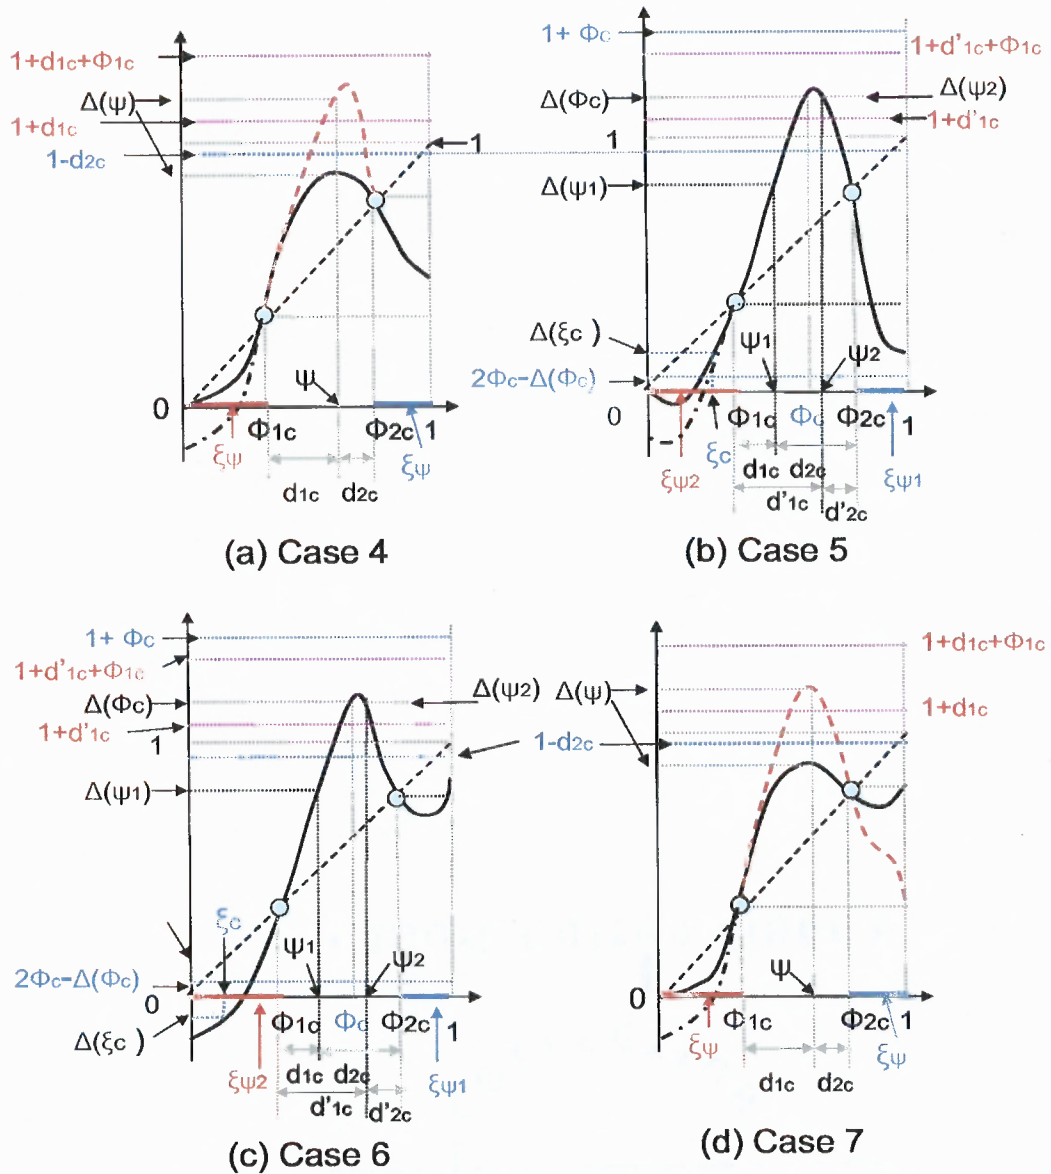 1+d1c+Φ1c
Δ(ψ)
1+d1c
1-d2c
1
0
Ψ
Φ1c
Φ2c
1
ξψ
ξψ
d1c
d2c
(a) Case 4
1+ Φc
1+d'1c+Φ1c
Δ(Φc)
Δ(ψ2)
1+d'1c
1
Δ(ψ1)
Δ(ξc )
2Φc-Δ(Φc)
Ψ1
Ψ2
0
Φ1c
Φc
Φ2c
1
ξc
ξψ2
ξψ1
d1c
d2c
d'1c
d'2c
(b) Case 5
1+ Φc
1+d'1c+Φ1c
Δ(Φc)
Δ(ψ2)
1+d'1c
1
1-d2c
Δ(ψ1)
ξc
2Φc-Δ(Φc)
Ψ1
Ψ2
0
Δ(ξc )
Φ1c
Φc
Φ2c
1
ξψ2
ξψ1
d1c
d2c
d'1c
d'2c
(c) Case 6
1+d1c+Φ1c
Δ(ψ)
1+d1c
0
Ψ
Φ1c
Φ2c
1
ξψ
ξψ
d1c
d2c
(d) Case 7